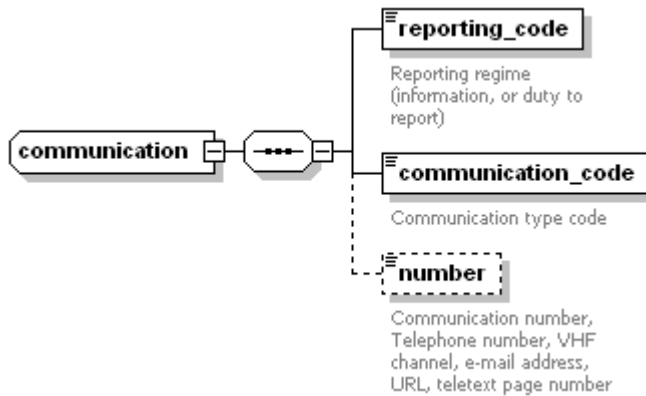 reporting_code
Reporting regime
(information, or duty to
report)
communication
communication_code
Communication type code
number
Communication number,
Telephone number, VHF
channel, e-mail address,
URL, teletext page number